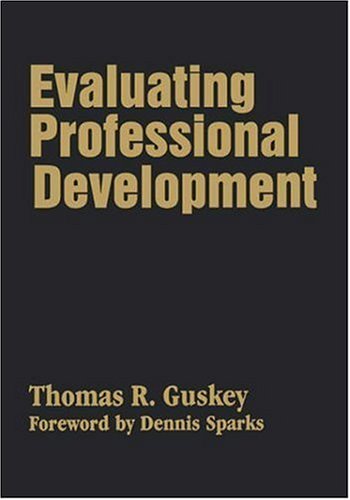 Evaluating
Professional
Development
Thomas R. Guskey
Foreword by Dennis Sparks